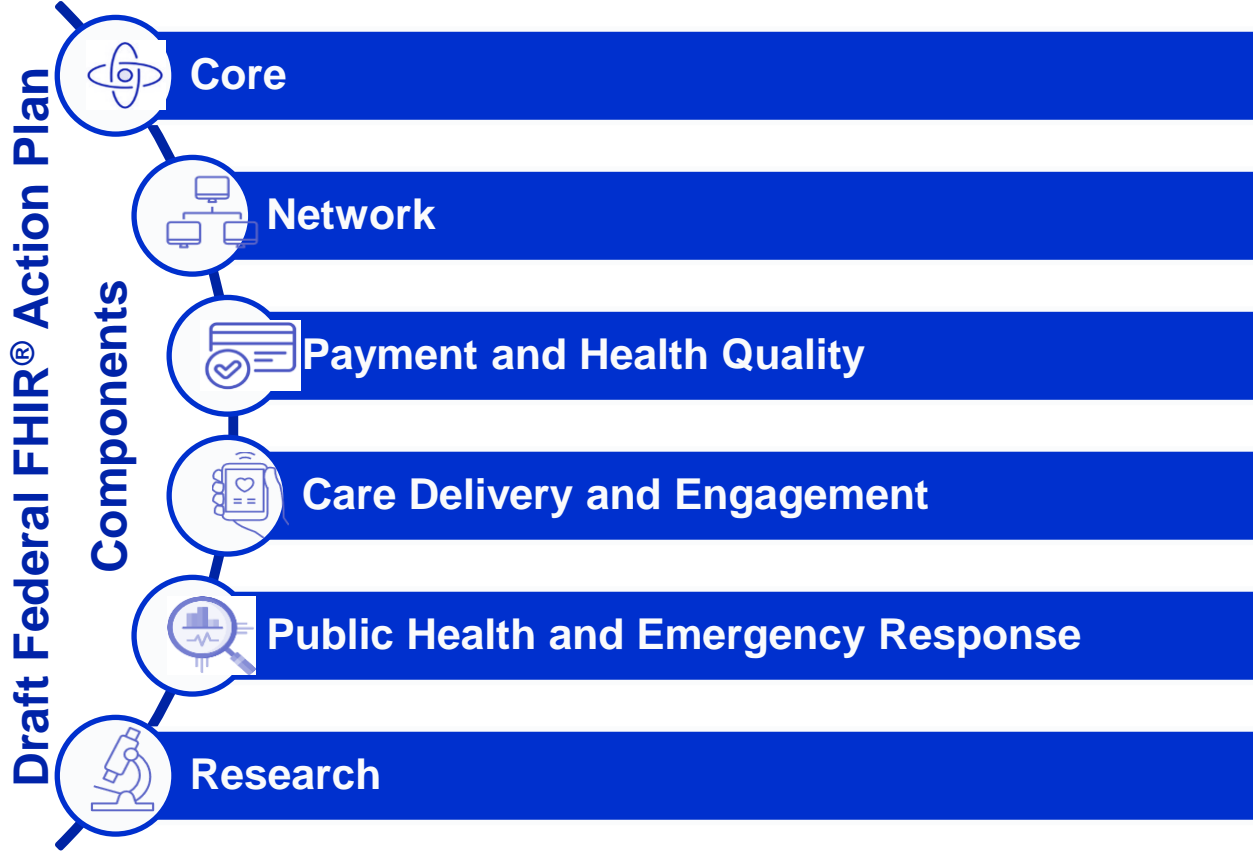 Draft Federal FHIR® Action Plan
Components
Core
Network
Payment and Health Quality
Care Delivery and Engagement
Public Health and Emergency Response
Research